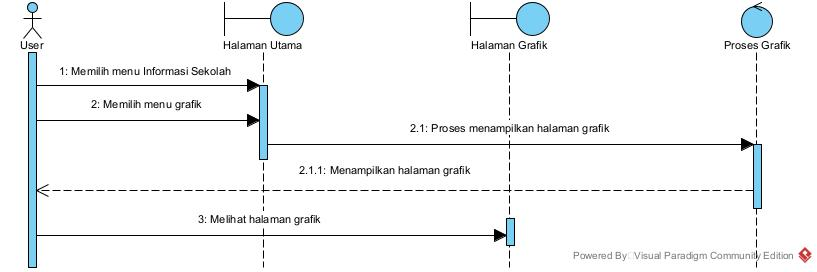 User
Halaman Utama
Halaman Grafik
Proses Grafik
1: Memilih menu Informasi Sekolah
2: Memilih menu grafik
2.1: Proses menampilkan halaman grafik
2.1.1: Menampilkan halaman grafik
3: Melihat halaman grafik
Powered By: Visual Paradigm Community Edition